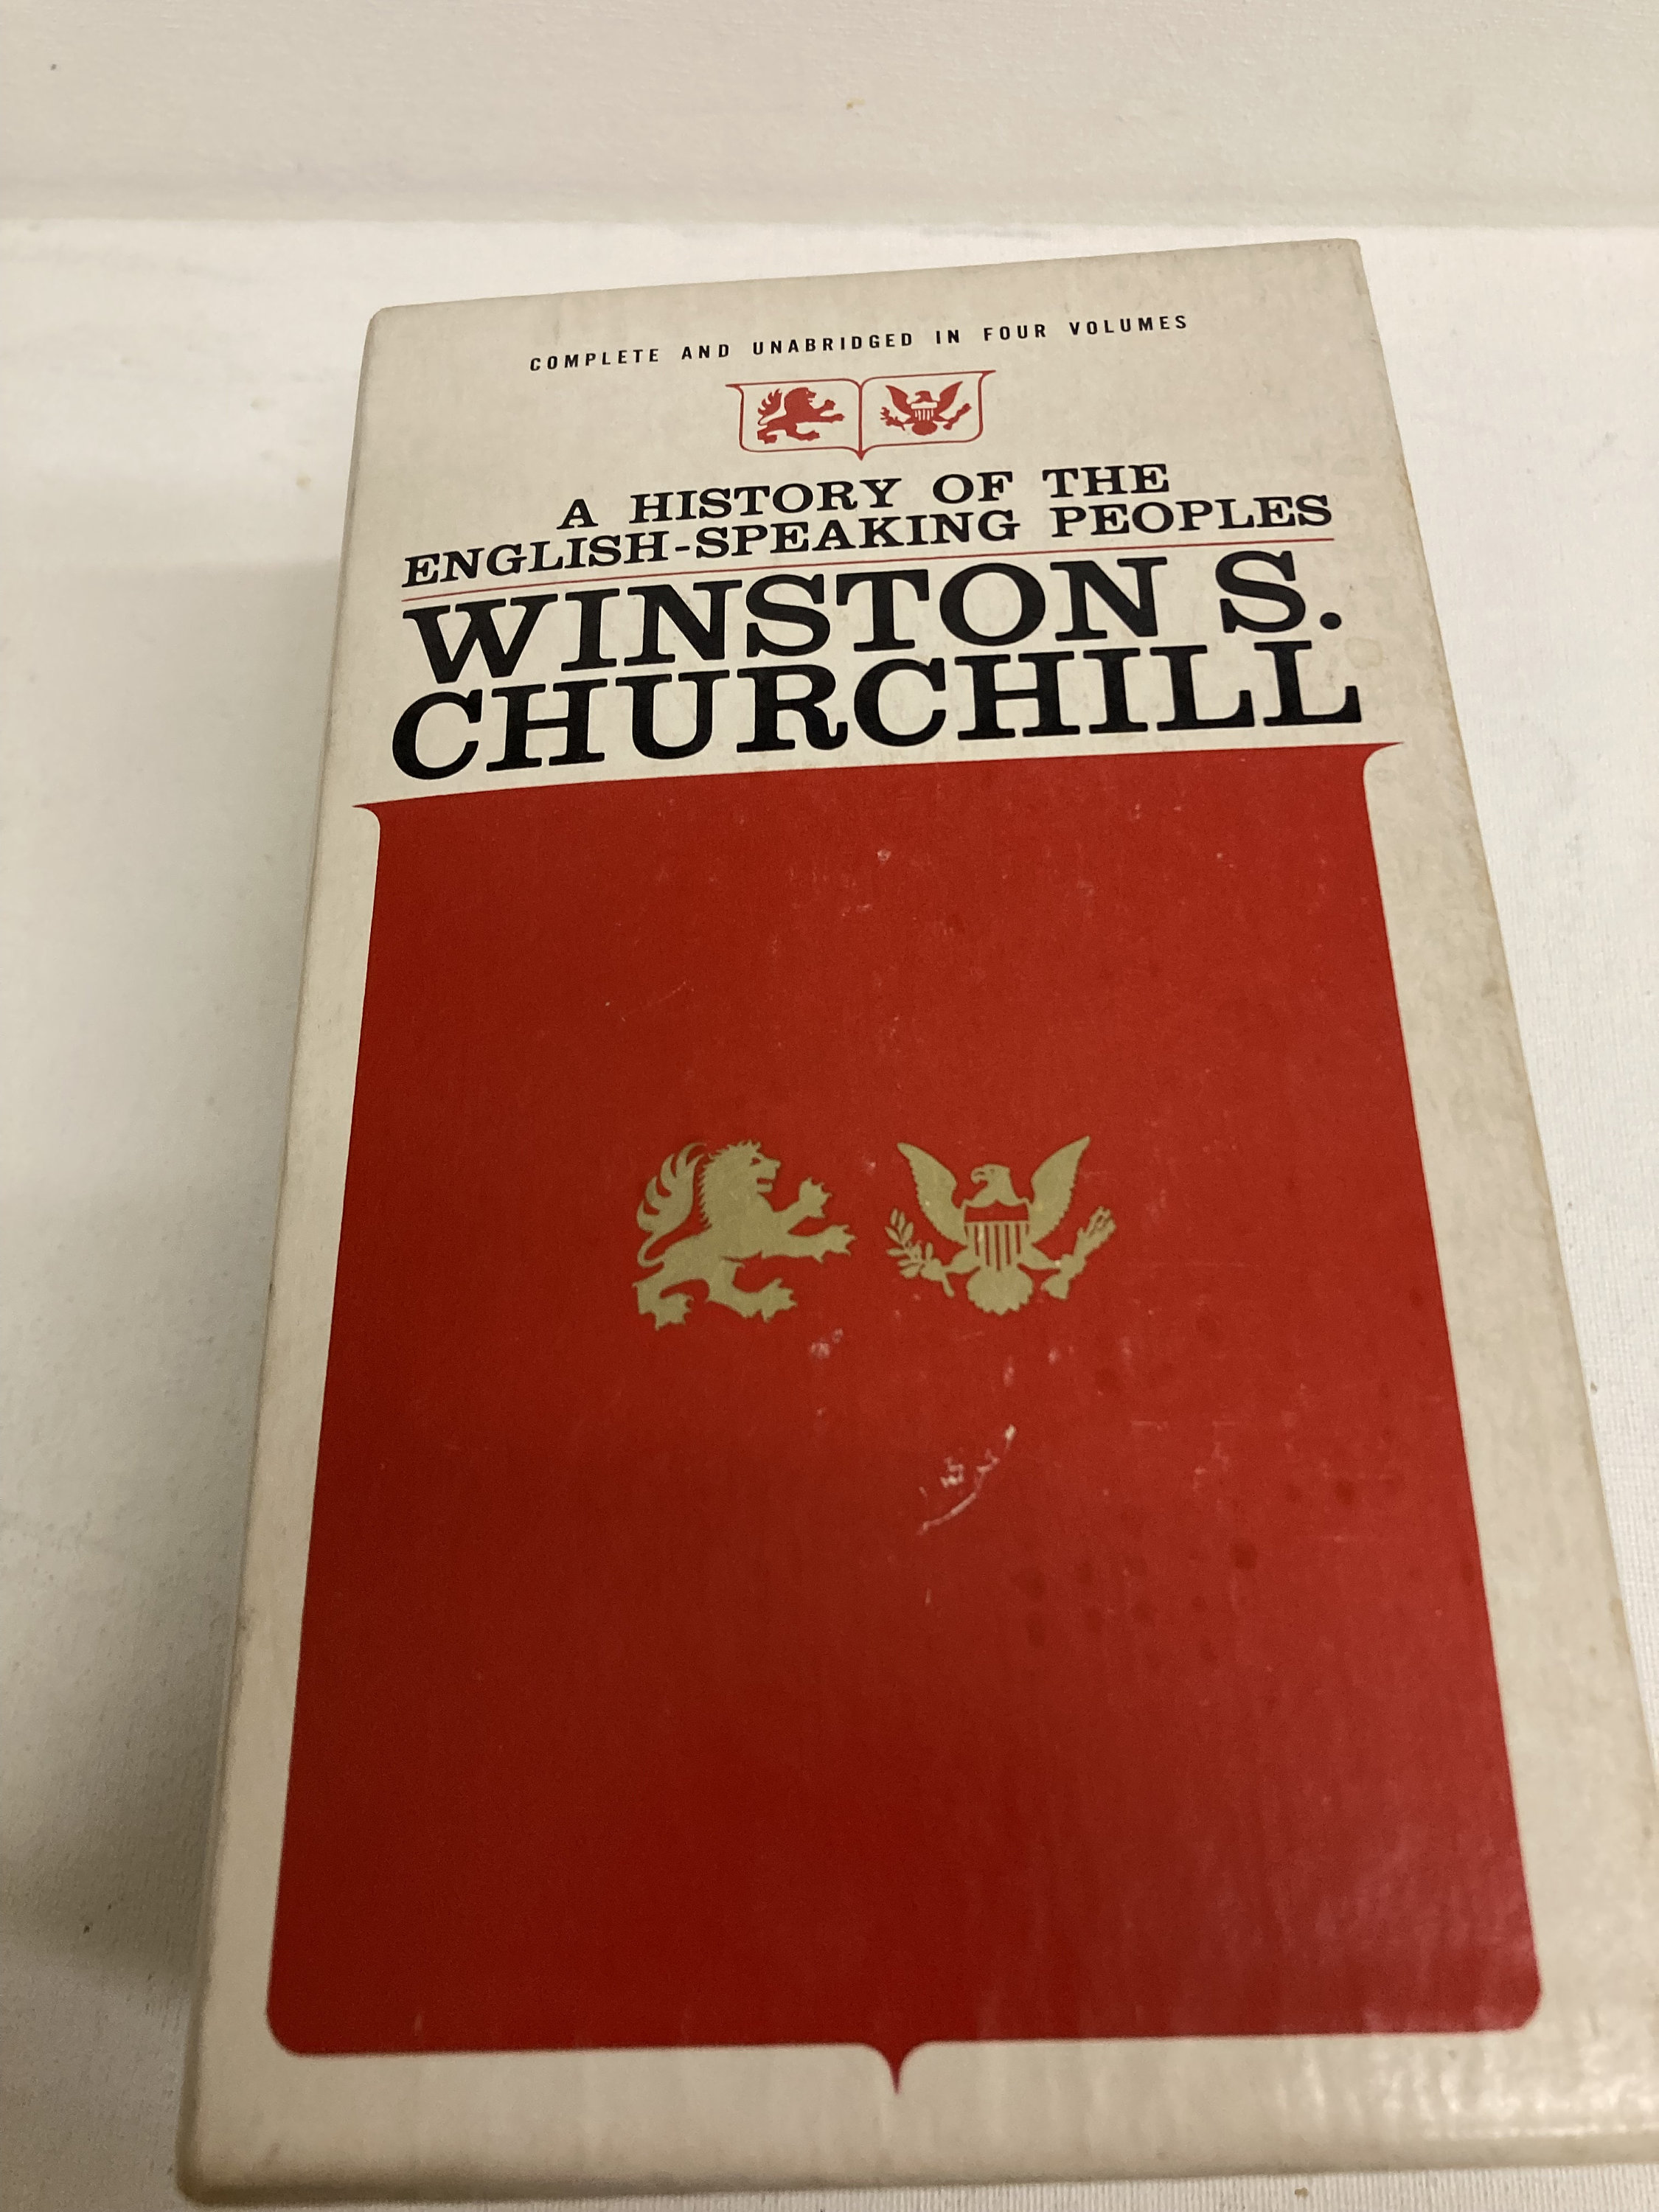 COMPLETE AND UNABRIDGED IN FOUR VOLUMES
A HISTORY OF THE
ENGLISH-SPEAKING PEOPLES
WINSTON S.
CHURCHILL